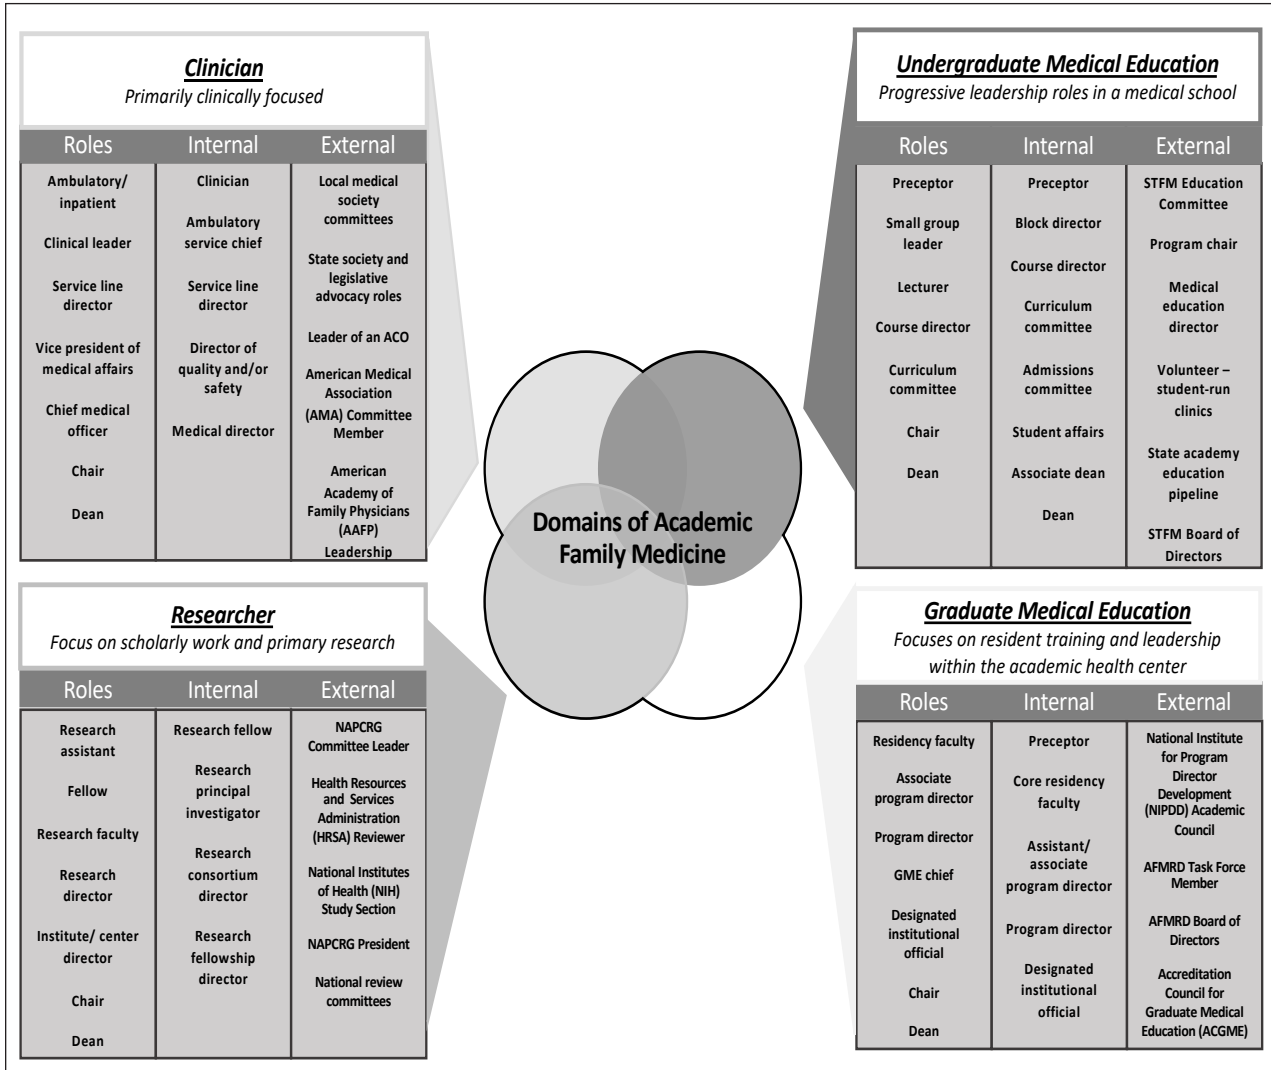 Clinician
Primarily clinically focused
Roles
Ambulatory/
inpatient
Clinical leader
Service line
director
Vice president of
medical affairs
Chief medical
officer
Chair
Dean
Internal
Clinician
Ambulatory
service chief
Service line
director
Director of
quality and/or
safety
Medical director
External
Local medical
society
committees
State society and
legislative
advocacy roles
Leader of an ACO
American Medical
Association
(AMA) Committee
Member
American
Academy of
Family Physicians
(AAFP)
Leadership
Undergraduate Medical Education
Progressive leadership roles in a medical school
Roles
Preceptor
Small group
leader
Lecturer
Course director
Curriculum
committee
Chair
Dean
Internal
Preceptor
Block director
Course director
Curriculum
committee
Admissions
committee
Student affairs
Associate dean
Dean
External
STFM Education
Committee
Program chair
Medical
education
director
Volunteer –
student-run
clinics
State academy
education
pipeline
STFM Board of
Directors
Domains of Academic
Family Medicine
Researcher
Focus on scholarly work and primary research
Roles
Research
assistant
Fellow
Research faculty
Research
director
Institute/ center
director
Chair
Dean
Internal
Research fellow
Research
principal
investigator
Research
consortium
director
Research
fellowship
director
External
NAPCRG
Committee Leader
Health Resources
and Services
Administration
(HRSA) Reviewer
National Institutes
of Health (NIH)
Study Section
NAPCRG President
National review
committees
Graduate Medical Education
Focuses on resident training and leadership
within the academic health center
Roles
Residency faculty
Associate
program director
Program director
GME chief
Designated
institutional
official
Chair
Dean
Internal
Preceptor
Core residency
faculty
Assistant/
associate
program director
Program director
Designated
institutional
official
External
National Institute
for Program
Director
Development
(NIPDD) Academic
Council
AFMRD Task Force
Member
AFMRD Board of
Directors
Accreditation
Council for
Graduate Medical
Education (ACGME)